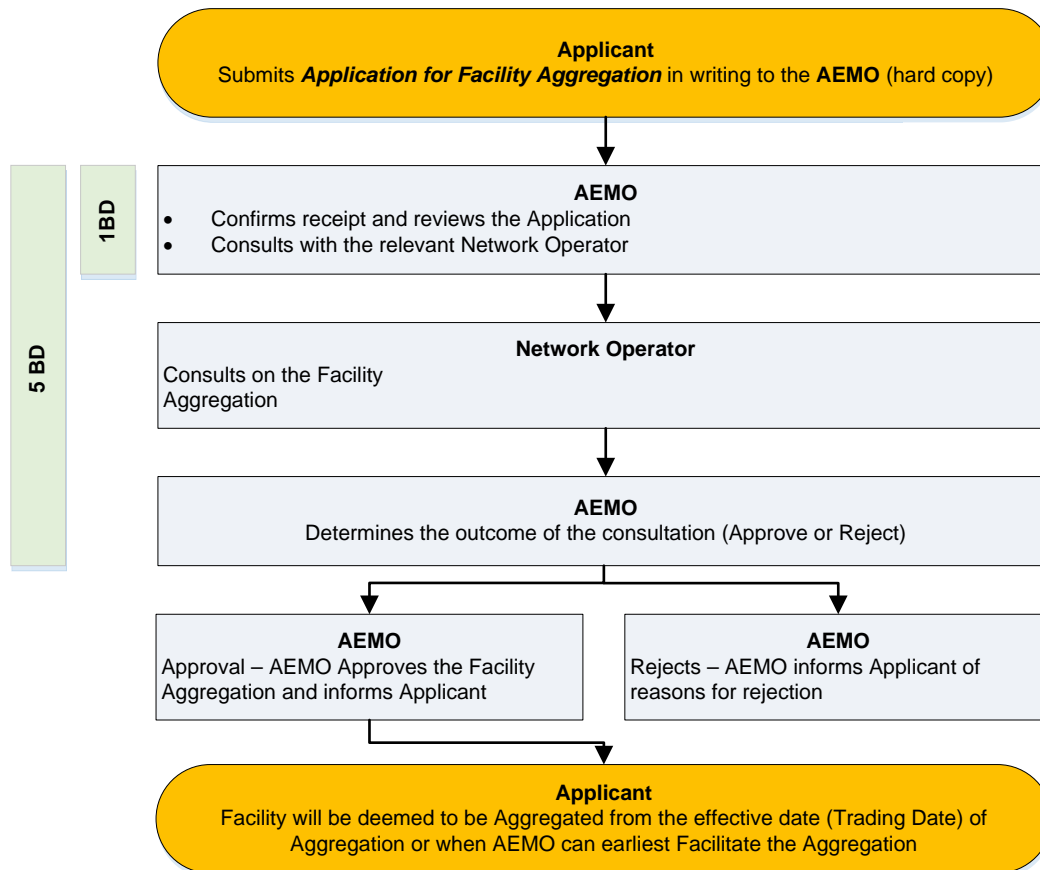 Applicant
Submits Application for Facility Aggregation in writing to the AEMO (hard copy)
1BD
5 BD
AEMO
• Confirms receipt and reviews the Application
• Consults with the relevant Network Operator
Network Operator
Consults on the Facility
Aggregation
AEMO
Determines the outcome of the consultation (Approve or Reject)
AEMO
Approval – AEMO Approves the Facility
Aggregation and informs Applicant
AEMO
Rejects – AEMO informs Applicant of
reasons for rejection
Applicant
Facility will be deemed to be Aggregated from the effective date (Trading Date) of
Aggregation or when AEMO can earliest Facilitate the Aggregation